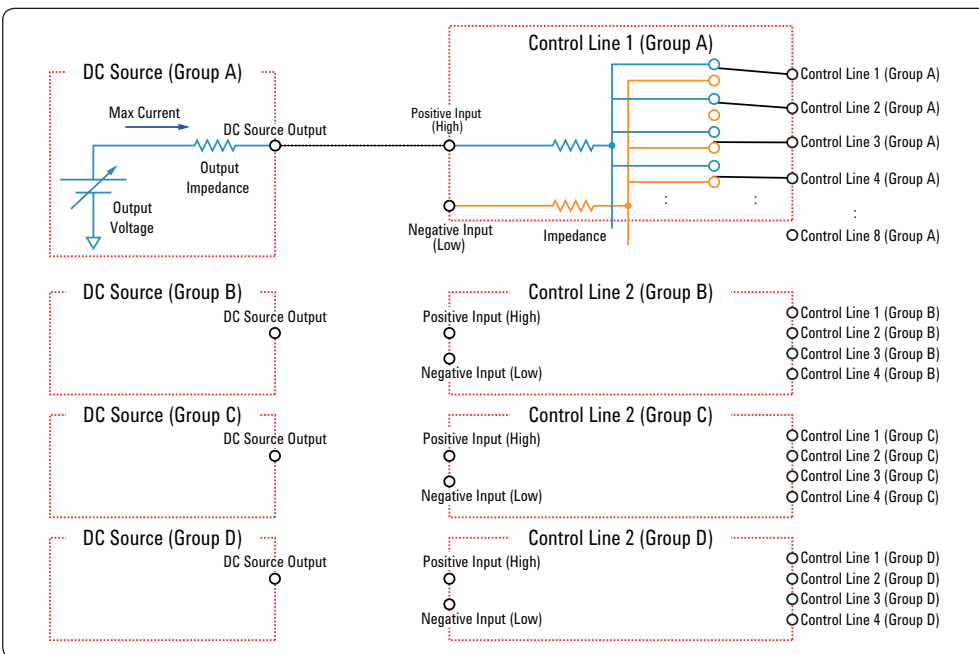 Control Line 1 (Group A)
DC Source (Group A)
Max Current
DC Source Output
Output
Impedance
Output
Voltage
Positive Input
(High)
Negative Input
(Low)
Impedance
Control Line 1 (Group A)
Control Line 2 (Group A)
Control Line 3 (Group A)
Control Line 4 (Group A)
: : :
Control Line 8 (Group A)
DC Source (Group B)
DC Source Output
Control Line 2 (Group B)
Positive Input (High)
Negative Input (Low)
Control Line 1 (Group B)
Control Line 2 (Group B)
Control Line 3 (Group B)
Control Line 4 (Group B)
DC Source (Group C)
DC Source Output
Control Line 2 (Group C)
Positive Input (High)
Negative Input (Low)
Control Line 1 (Group C)
Control Line 2 (Group C)
Control Line 3 (Group C)
Control Line 4 (Group C)
DC Source (Group D)
DC Source Output
Control Line 2 (Group D)
Positive Input (High)
Negative Input (Low)
Control Line 1 (Group D)
Control Line 2 (Group D)
Control Line 3 (Group D)
Control Line 4 (Group D)